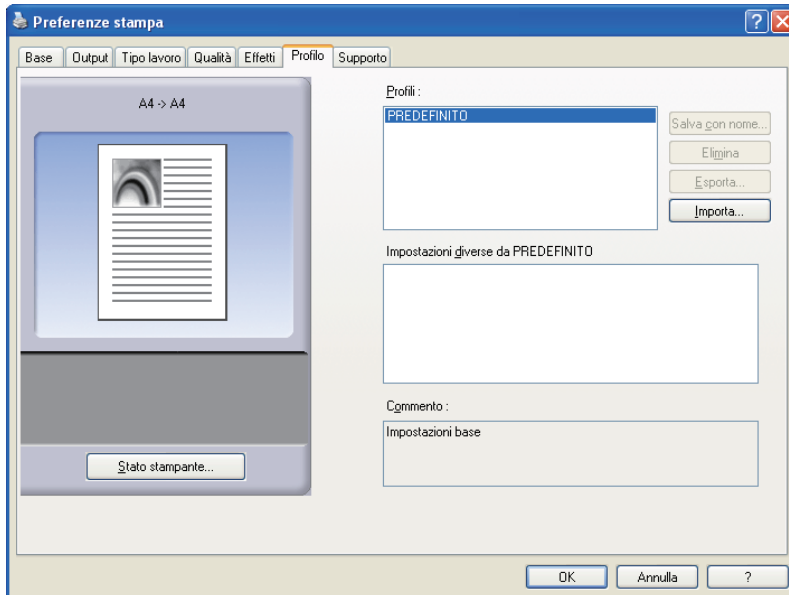 Preferenze stampa
?
Base Output Tipo lavoro Qualità Effetti Profilo Supporto
A4 -> A4
Stato stampante...
Profili :
PREDEFINITO
Salva con nome...
Elimina
Esporta...
Importa...
Impostazioni diverse da PREDEFINITO
Commento :
Impostazioni base
OK Annulla ?